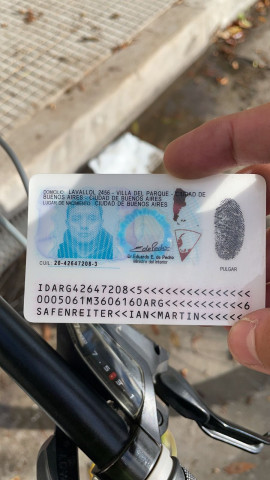 DOMICILIO: LAVALLOL 2456 - VILLA DEL PARQUE - CIUDAD DE
BUENOS AIRES - CIUDAD DE BUENOS AIRES
LUGAR DE NACIMIENTO: CIUDAD DE BUENOS AIRES
Eduardo E. de Pedro
Ministro del Interior
CUIL: 20-42647208-3
PULGAR
IDARG42647208<5<<<<<<<<<<<<<<<
0005061M3606160ARG<<<<<<<<<<<6
SAFENREITER<<IAN<MARTIN<<<<<<<